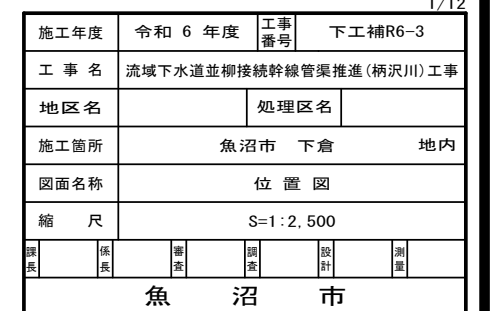 1/12
施工年度 令和 6 年度 工事番号 下工補R6-3
工事名 流域下水道並柳接続幹線管渠推進(柄沢川)工事
地区名 処理区名
施工箇所 魚沼市 下倉 地内
図面名称 位置図
縮尺 S=1:2,500
課長 係長 審査 調査 設計 測量
魚沼市